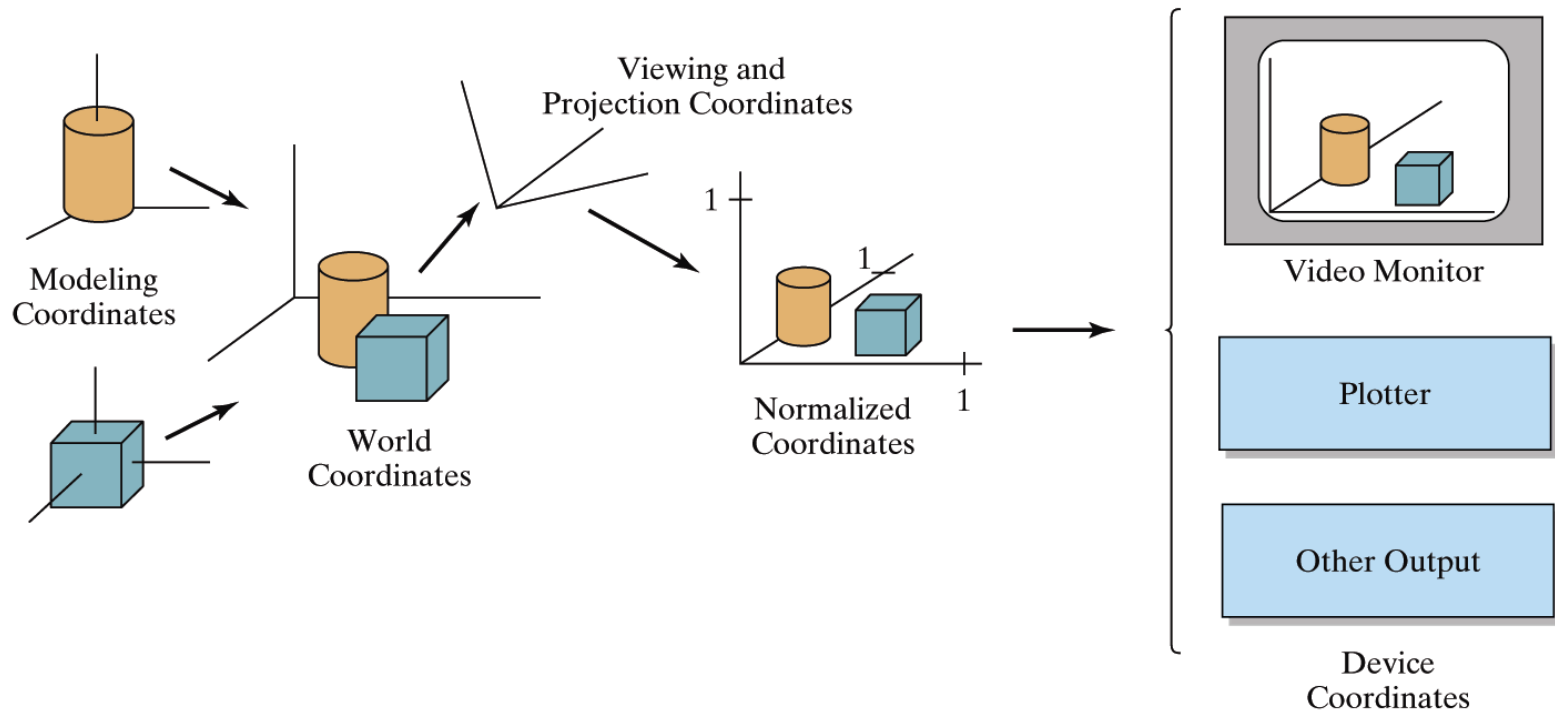 Modeling
Coordinates
World
Coordinates
Viewing and
Projection Coordinates
1
1
1
Normalized
Coordinates
Video Monitor
Plotter
Other Output
Device
Coordinates